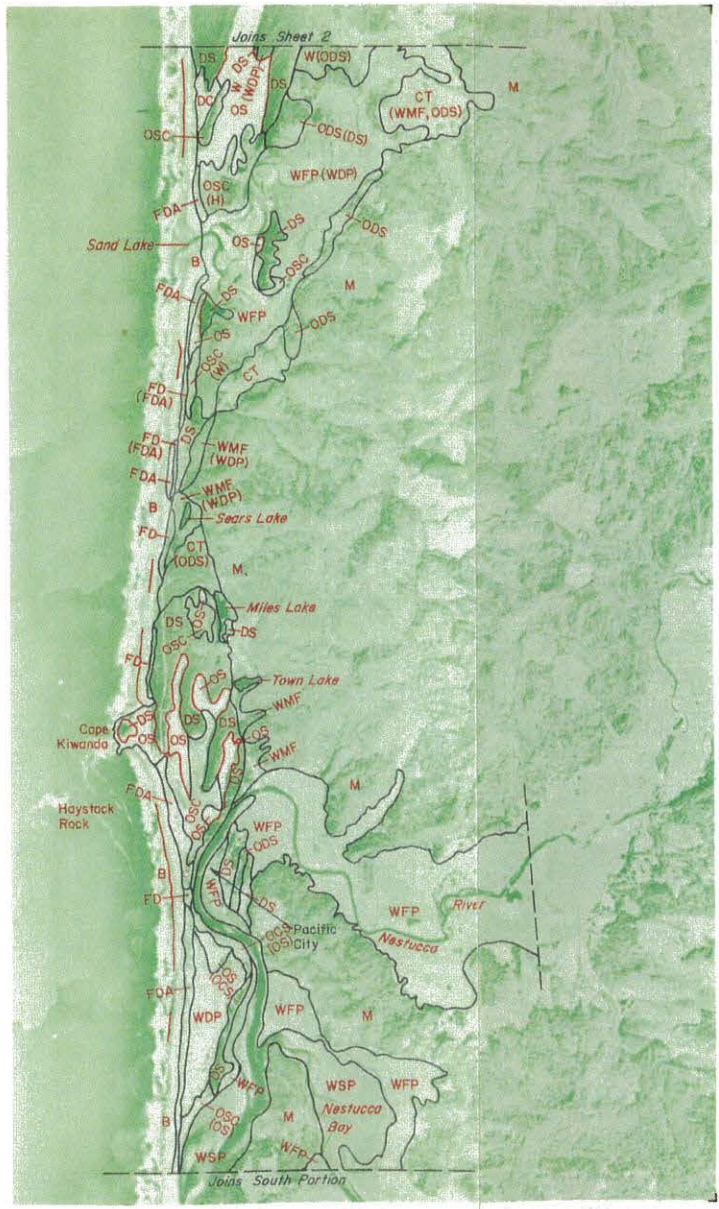 Joins Sheet 2
DS
W
DS
(WDP)
OS
DS
W(ODS)
DC
OSC
CT
(WMF, ODS)
M
ODS(DS)
WFP(WDP)
OSC
(H)
FDA
DS
ODS
OS
Sand Lake
OSC
B
M
FDA
DS
WFP
ODS
OS
OSC
(W)
CT
FD
(FDA)
DS
FD
(FDA)
WMF
(WDP)
FDA
WMF
(WDP)
B
Sears Lake
FD
CT
(ODS)
M
Miles Lake
DS
OS
OSC
DS
FD
OS
Town Lake
WMF
DS
Cape
Kiwanda
OS
OS
DS
DS
OS
WMF
DS
M
FDA
OSC
Haystack
Rock
OS
WFP
ODS
B
DS
WFP
DS
WFP
River
FD
Pacific
City
Nestucca
OCS
(OS)
OS
(OCS)
FDA
WDP
WFP
M
DS
WFP
WSP
WFP
Nestucca
Bay
B
OSC
(OS)
M
WFP
WSP
Joins South Portion